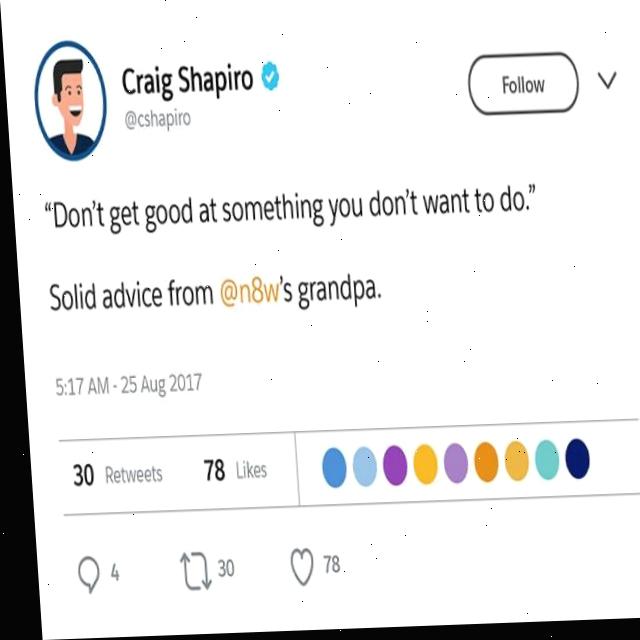 Craig Shapiro
@cshapiro
Follow
“Don’t get good at something you don’t want to do.”
Solid advice from @n8w’s grandpa.
5:17 AM - 25 Aug 2017
30 Retweets 78 Likes
4 30 78